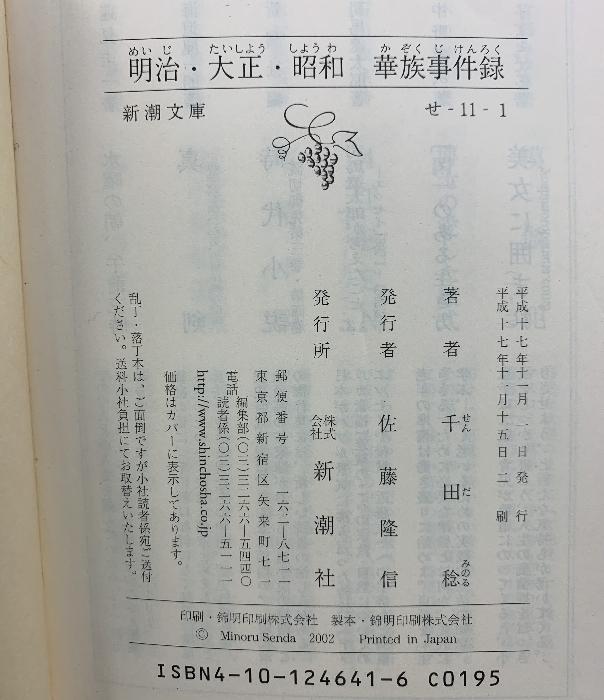 めいじ たいしよう しようわ かぞくじけんろく
明治・大正・昭和 華族事件録
新潮文庫 せ-11-1
平成十七年十一月 一 日 発 行
平成十七年十一月十五日 二 刷
著者 千田稔
せん だ みのる
発行者 佐藤隆信
発行所 株式会社 新潮社
郵便番号 一六二―八七一一
東京都新宿区矢来町七一
電話 編集部(〇三)三二六六―五四四〇
読者係(〇三)三二六六―五一一一
http://www.shinchosha.co.jp
価格はカバーに表示してあります。
乱丁・落丁本は、ご面倒ですが小社読者係宛ご送付
ください。送料小社負担にてお取替えいたします。
印刷・錦明印刷株式会社 製本・錦明印刷株式会社
© Minoru Senda 2002 Printed in Japan
ISBN4-10-124641-6 C0195